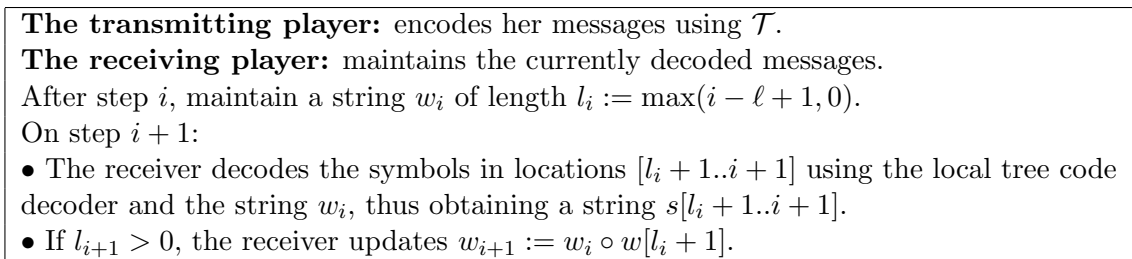 The transmitting player: encodes her messages using 𝒯.
The receiving player: maintains the currently decoded messages.
After step i, maintain a string w_i of length l_i := max(i − ℓ + 1, 0).
On step i + 1:
• The receiver decodes the symbols in locations [l_i + 1..i + 1] using the local tree code
decoder and the string w_i, thus obtaining a string s[l_i + 1..i + 1].
• If l_{i+1} > 0, the receiver updates w_{i+1} := w_i ∘ w[l_i + 1].